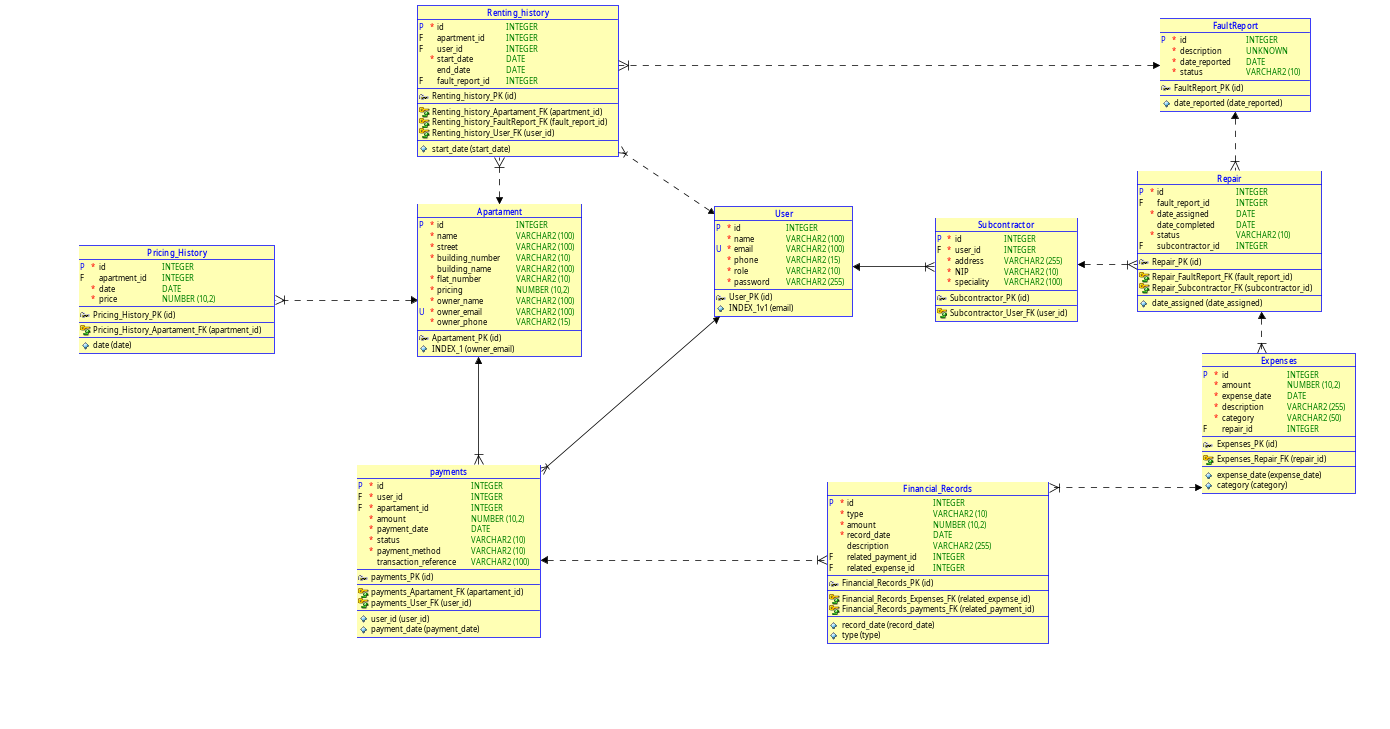 Renting_history
P * id INTEGER
F apartment_id INTEGER
F user_id INTEGER
* start_date DATE
end_date DATE
F fault_report_id INTEGER
Renting_history_PK (id)
Renting_history_Apartament_FK (apartment_id)
Renting_history_FaultReport_FK (fault_report_id)
Renting_history_User_FK (user_id)
start_date (start_date)
FaultReport
P * id INTEGER
* description UNKNOWN
* date_reported DATE
* status VARCHAR2 (10)
FaultReport_PK (id)
date_reported (date_reported)
Repair
P * id INTEGER
F fault_report_id INTEGER
* date_assigned DATE
date_completed DATE
* status VARCHAR2 (10)
F subcontractor_id INTEGER
Repair_PK (id)
Repair_FaultReport_FK (fault_report_id)
Repair_Subcontractor_FK (subcontractor_id)
date_assigned (date_assigned)
Apartament
P * id INTEGER
* name VARCHAR2 (100)
* street VARCHAR2 (100)
* building_number VARCHAR2 (10)
building_name VARCHAR2 (100)
* flat_number VARCHAR2 (10)
* pricing NUMBER (10,2)
* owner_name VARCHAR2 (100)
U * owner_email VARCHAR2 (100)
* owner_phone VARCHAR2 (15)
Apartament_PK (id)
INDEX_1 (owner_email)
User
P * id INTEGER
* name VARCHAR2 (100)
U * email VARCHAR2 (100)
* phone VARCHAR2 (15)
* role VARCHAR2 (10)
* password VARCHAR2 (255)
User_PK (id)
INDEX_1v1 (email)
Subcontractor
P * id INTEGER
F * user_id INTEGER
* address VARCHAR2 (255)
* NIP VARCHAR2 (10)
* speciality VARCHAR2 (100)
Subcontractor_PK (id)
Subcontractor_User_FK (user_id)
Pricing_History
P * id INTEGER
F apartment_id INTEGER
* date DATE
* price NUMBER (10,2)
Pricing_History_PK (id)
Pricing_History_Apartament_FK (apartment_id)
date (date)
Expenses
P * id INTEGER
* amount NUMBER (10,2)
* expense_date DATE
* description VARCHAR2 (255)
* category VARCHAR2 (50)
F repair_id INTEGER
Expenses_PK (id)
Expenses_Repair_FK (repair_id)
expense_date (expense_date)
category (category)
payments
P * id INTEGER
F * user_id INTEGER
F * apartament_id INTEGER
* amount NUMBER (10,2)
* payment_date DATE
* status VARCHAR2 (10)
* payment_method VARCHAR2 (10)
transaction_reference VARCHAR2 (100)
payments_PK (id)
payments_Apartament_FK (apartament_id)
payments_User_FK (user_id)
user_id (user_id)
payment_date (payment_date)
Financial_Records
P * id INTEGER
* type VARCHAR2 (10)
* amount NUMBER (10,2)
* record_date DATE
description VARCHAR2 (255)
F related_payment_id INTEGER
F related_expense_id INTEGER
Financial_Records_PK (id)
Financial_Records_Expenses_FK (related_expense_id)
Financial_Records_payments_FK (related_payment_id)
record_date (record_date)
type (type)